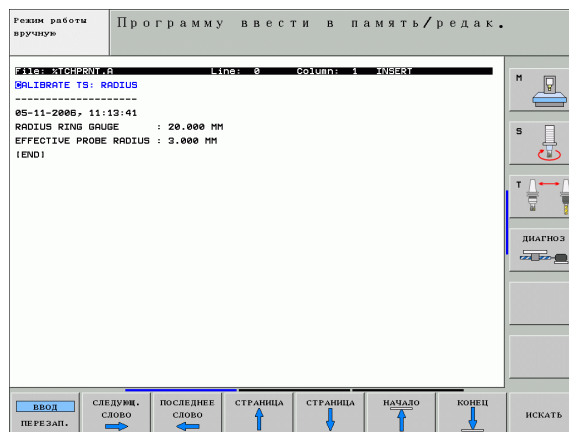 Режим работы
вручную
Программу ввести в память/редак.
File: %TCHPRNT.A Line: 0 Column: 1 INSERT
CALIBRATE TS: RADIUS
--------------------
05-11-2006, 11:13:41
RADIUS RING GAUGE : 20.000 MM
EFFECTIVE PROBE RADIUS : 3.000 MM
[END]
M
S
T
ДИАГНОЗ
ВВОД
ПЕРЕЗАП.
СЛЕДУЮЩ.
СЛОВО
ПОСЛЕДНЕЕ
СЛОВО
СТРАНИЦА
СТРАНИЦА
НАЧАЛО
КОНЕЦ
ИСКАТЬ